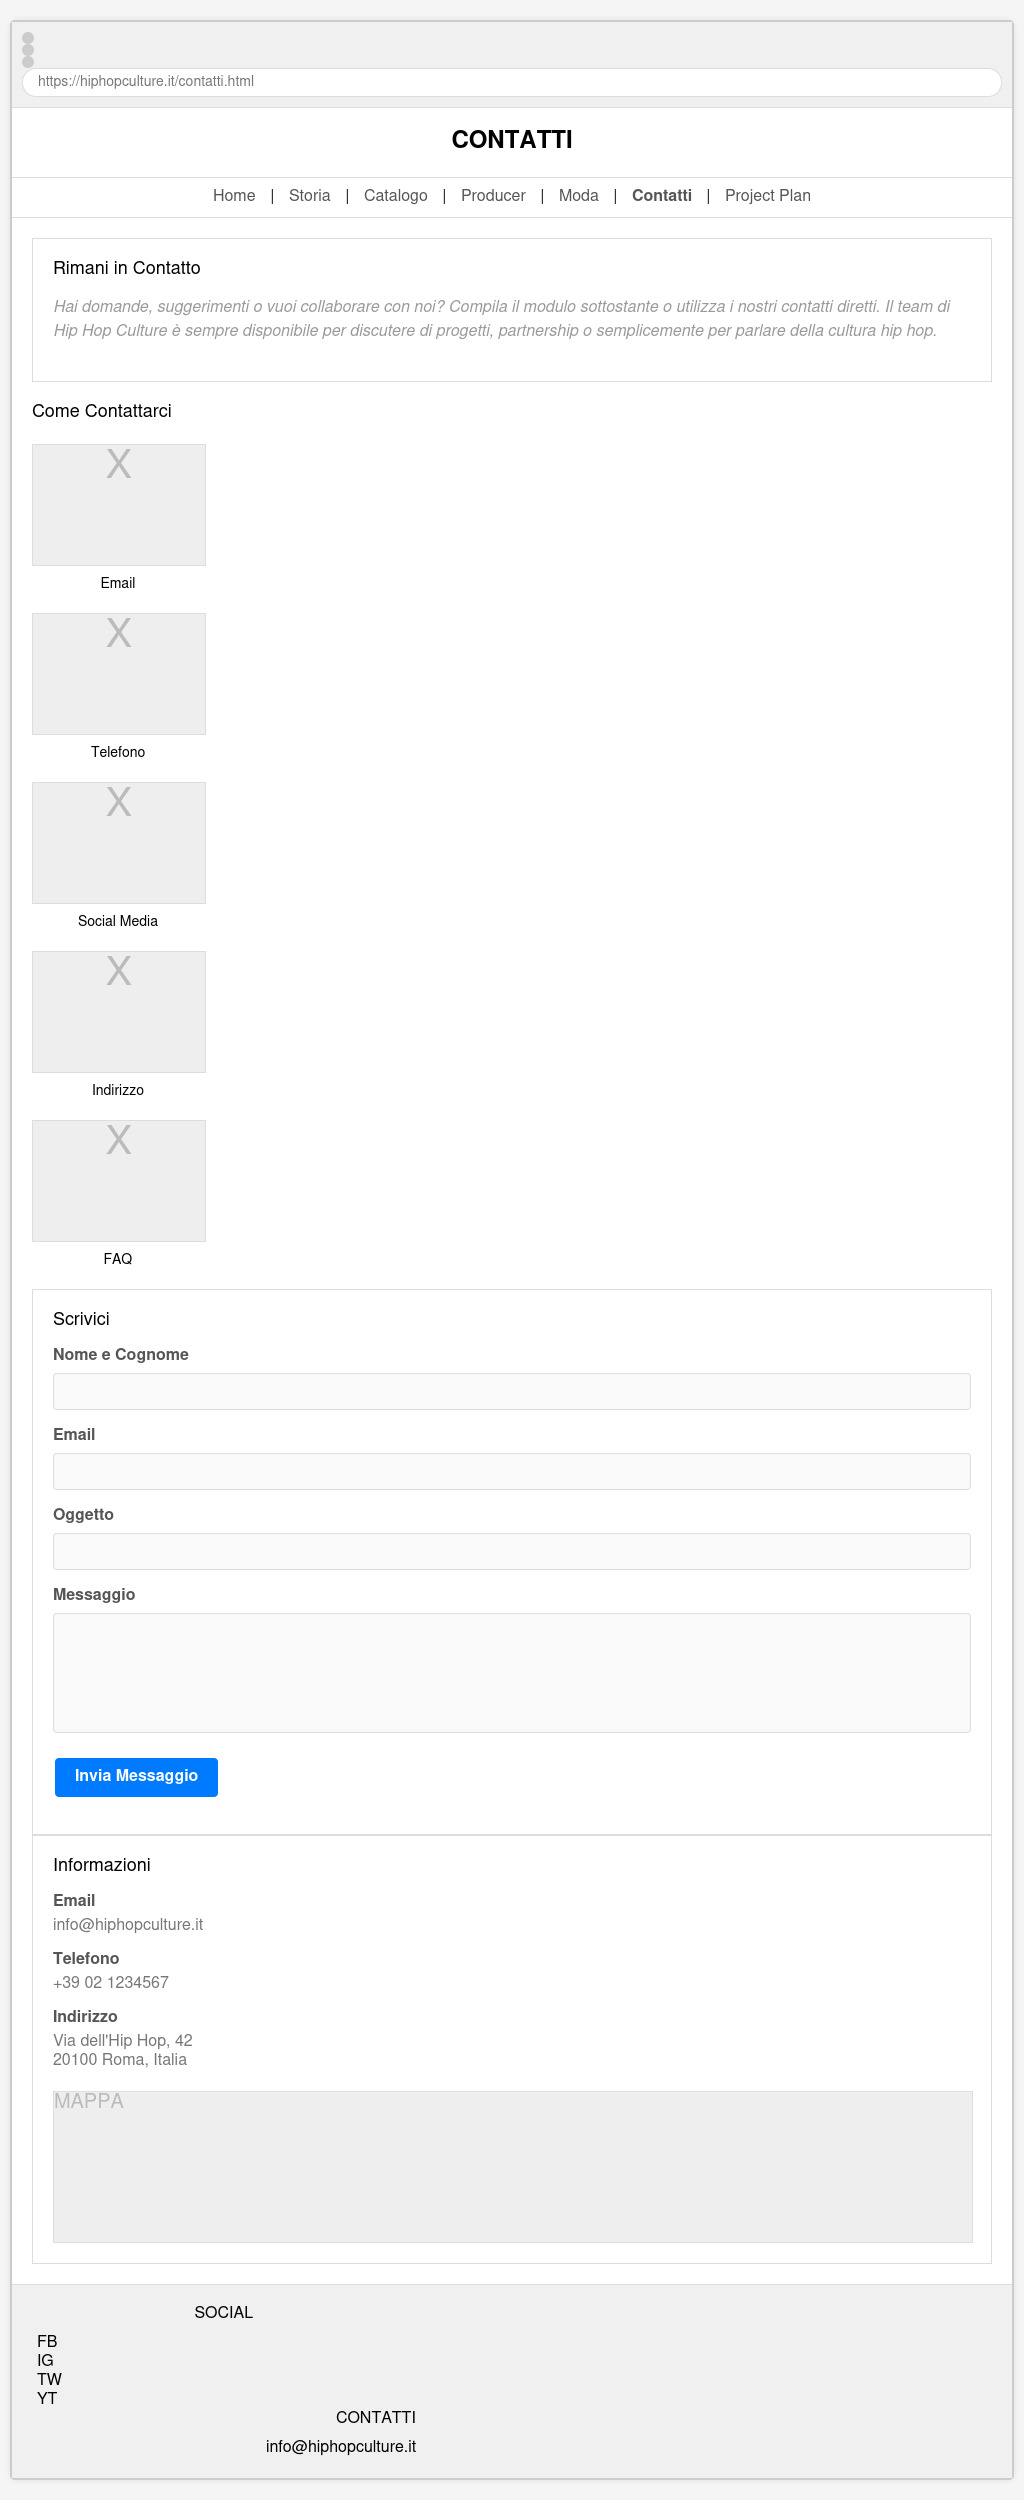 https://hiphopculture.it/contatti.html
CONTATTI
Home | Storia | Catalogo | Producer | Moda | Contatti | Project Plan
Rimani in Contatto
Hai domande, suggerimenti o vuoi collaborare con noi? Compila il modulo sottostante o utilizza i nostri contatti diretti. Il team di
Hip Hop Culture è sempre disponibile per discutere di progetti, partnership o semplicemente per parlare della cultura hip hop.
Come Contattarci
X
Email
X
Telefono
X
Social Media
X
Indirizzo
X
FAQ
Scrivici
Nome e Cognome
Email
Oggetto
Messaggio
Invia Messaggio
Informazioni
Email
info@hiphopculture.it
Telefono
+39 02 1234567
Indirizzo
Via dell'Hip Hop, 42
20100 Roma, Italia
MAPPA
SOCIAL
FB
IG
TW
YT
CONTATTI
info@hiphopculture.it